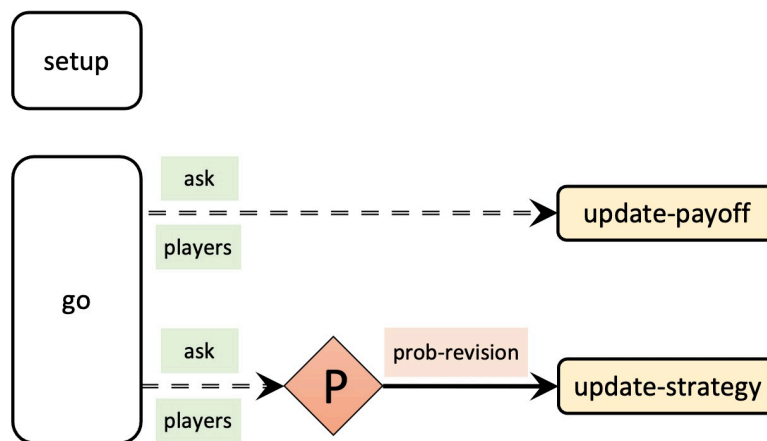 setup
ask
players
update-payoff
go
ask
players
P
prob-revision
update-strategy